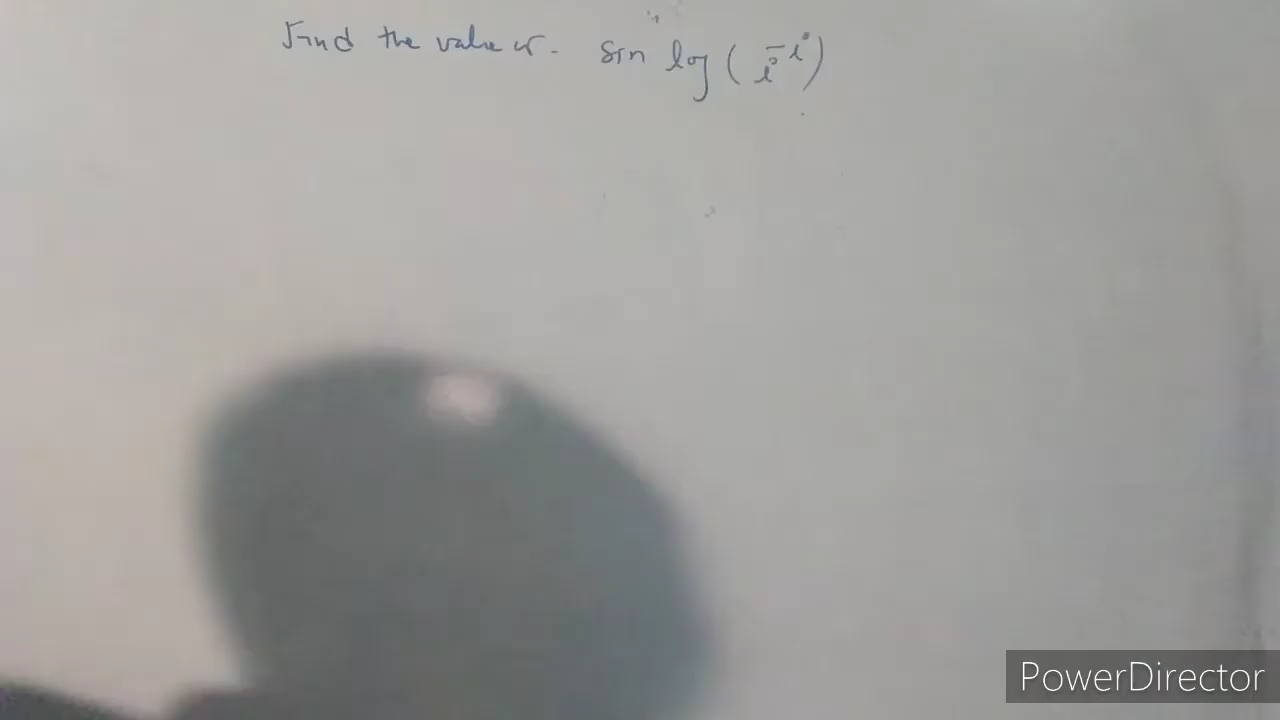 Find the value of. sin log (i^{-i})
PowerDirector